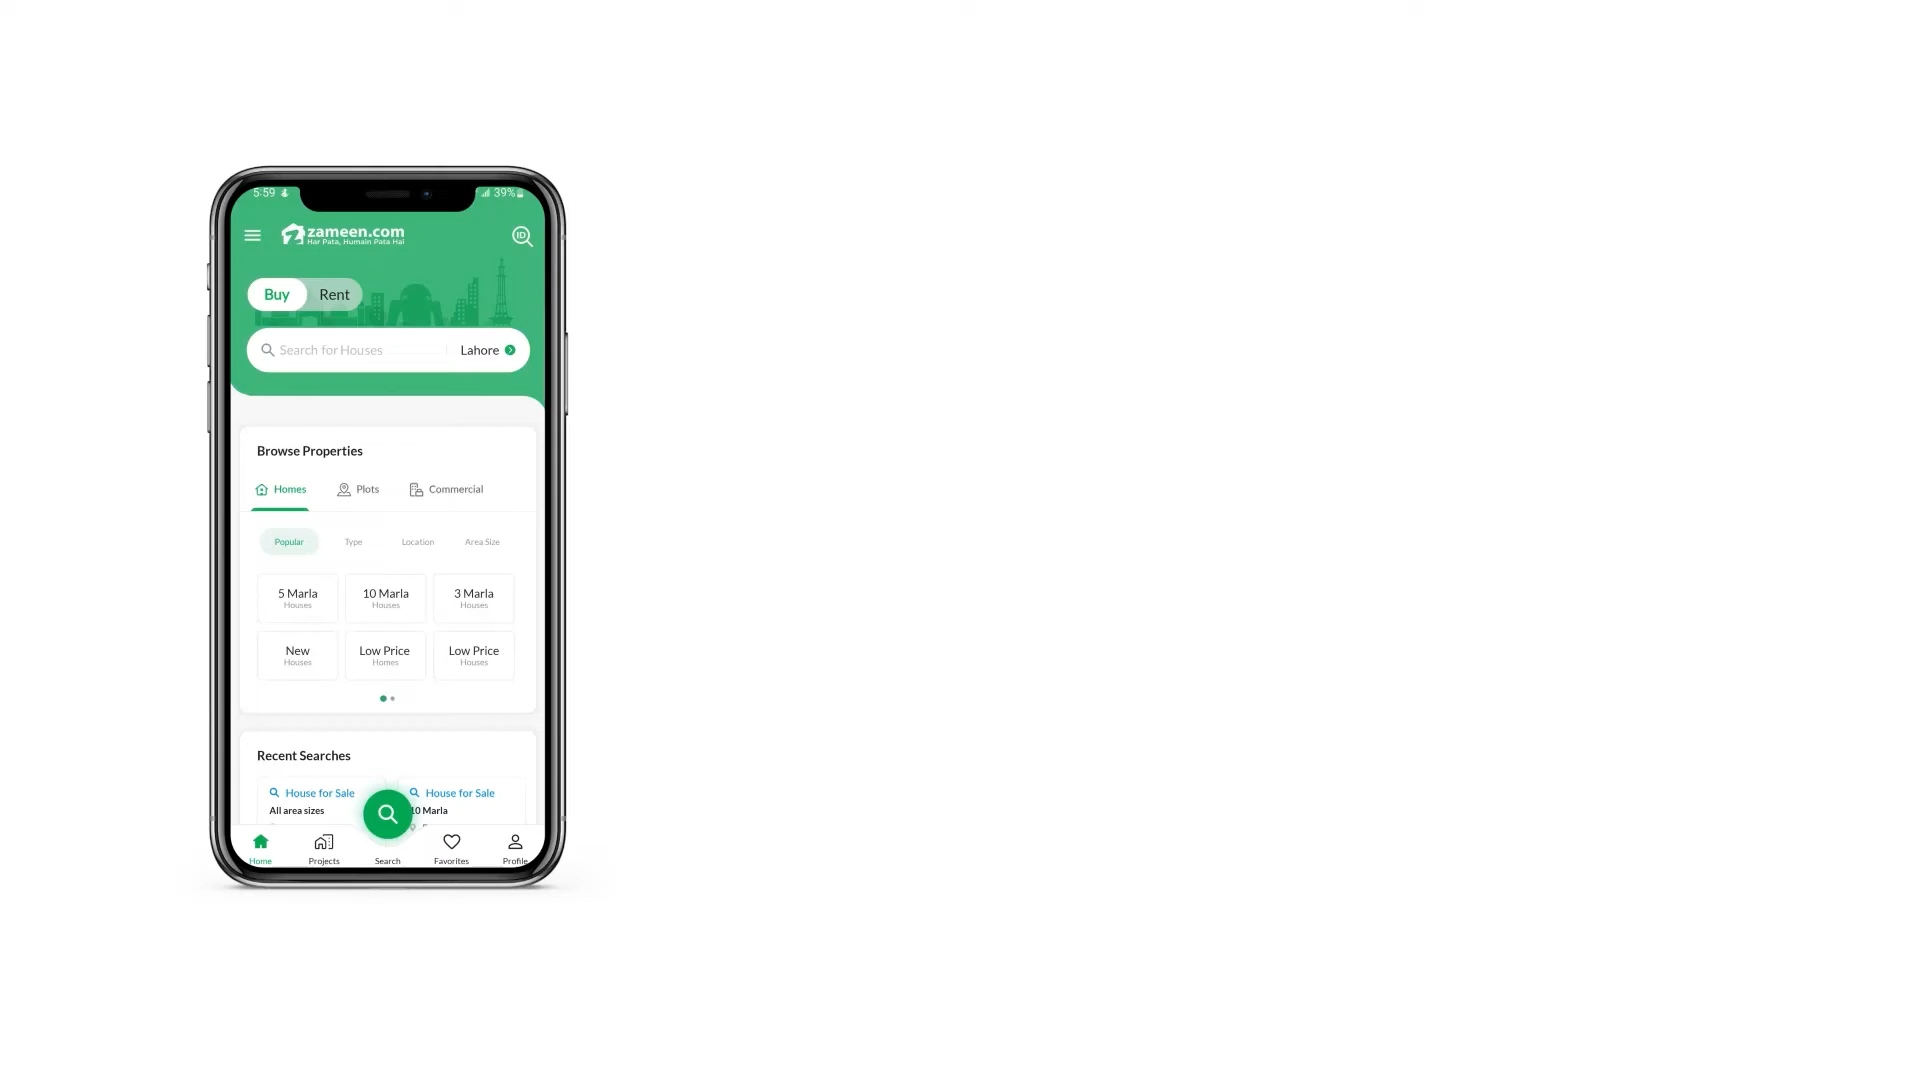 5:59
39%
zameen.com
Har Pata, Humain Pata Hai
ID
Buy Rent
Search for Houses Lahore
Browse Properties
Homes Plots Commercial
Popular Type Location Area Size
5 Marla 10 Marla 3 Marla
Houses Houses Houses
New Low Price Low Price
Houses Homes Houses
Recent Searches
House for Sale House for Sale
All area sizes 10 Marla
Home Projects Search Favorites Profile